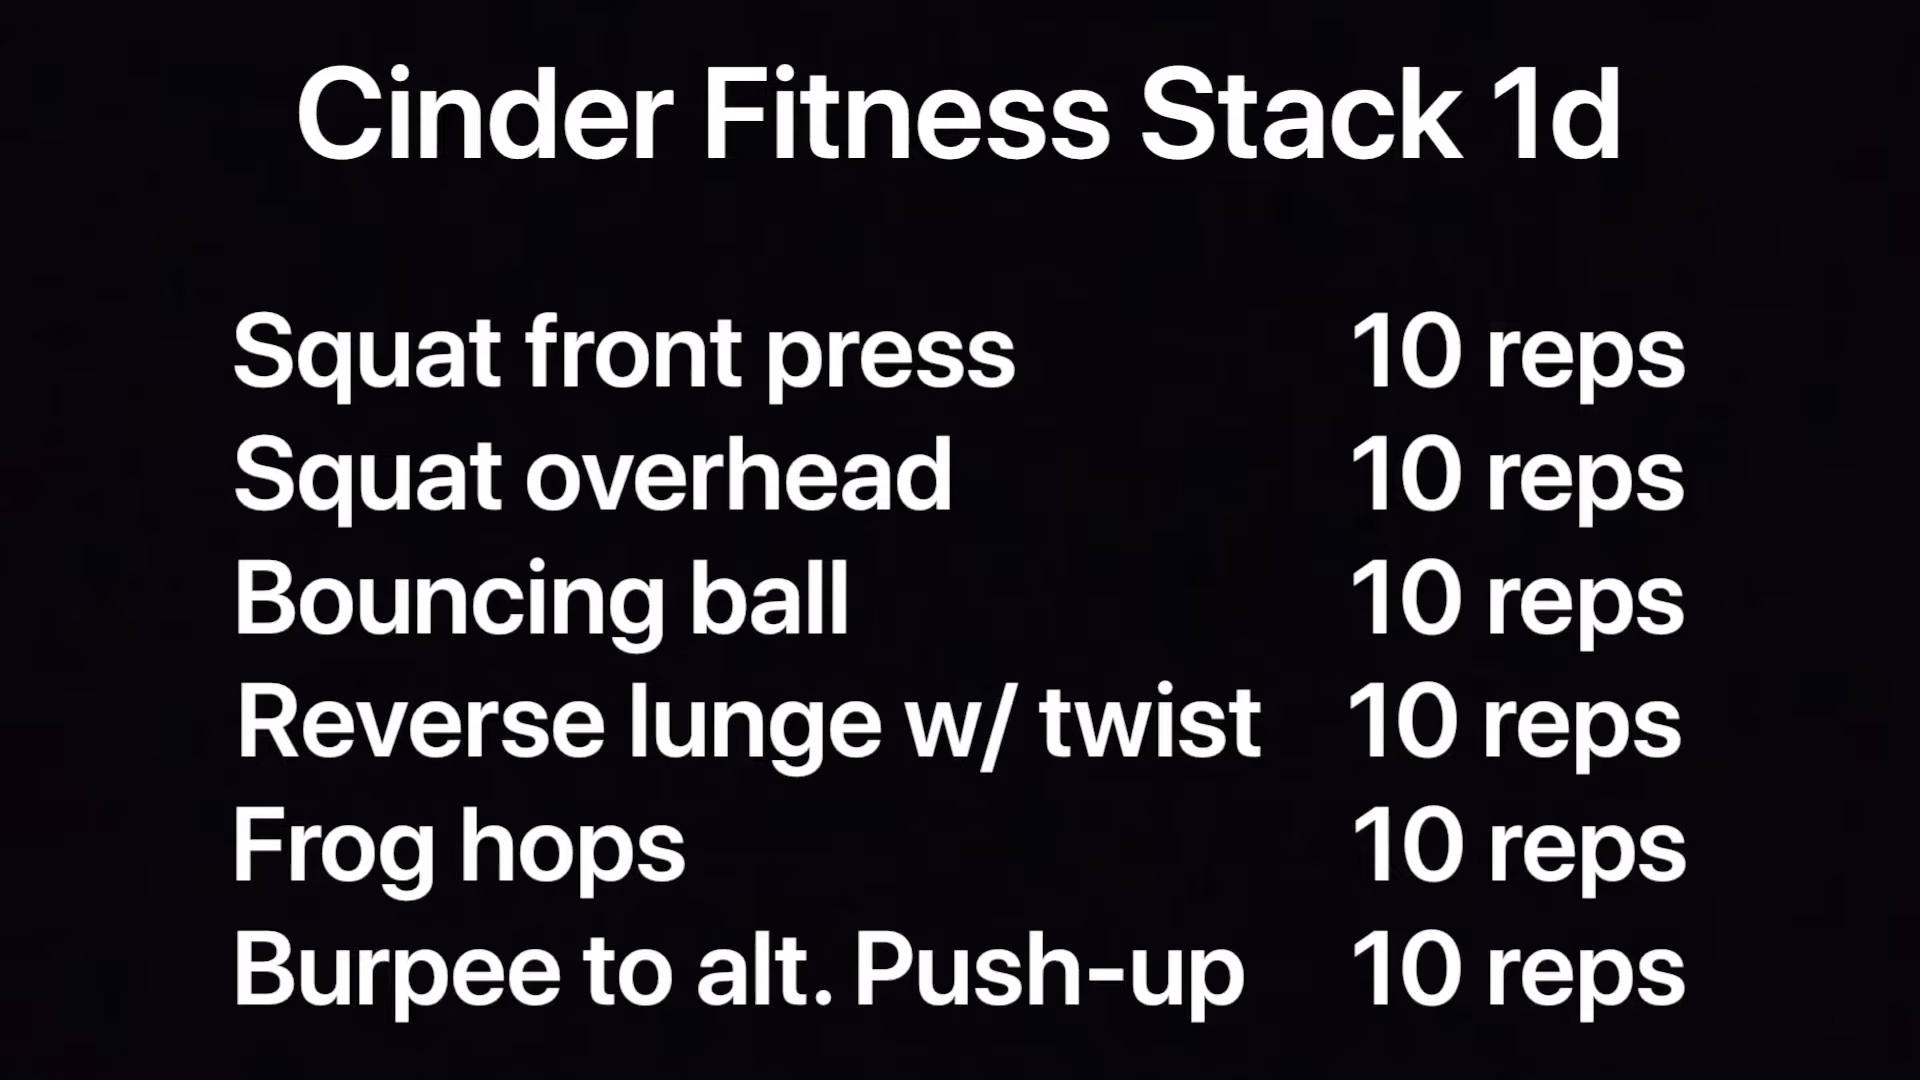 Cinder Fitness Stack 1d
Squat front press 10 reps
Squat overhead 10 reps
Bouncing ball 10 reps
Reverse lunge w/ twist 10 reps
Frog hops 10 reps
Burpee to alt. Push-up 10 reps